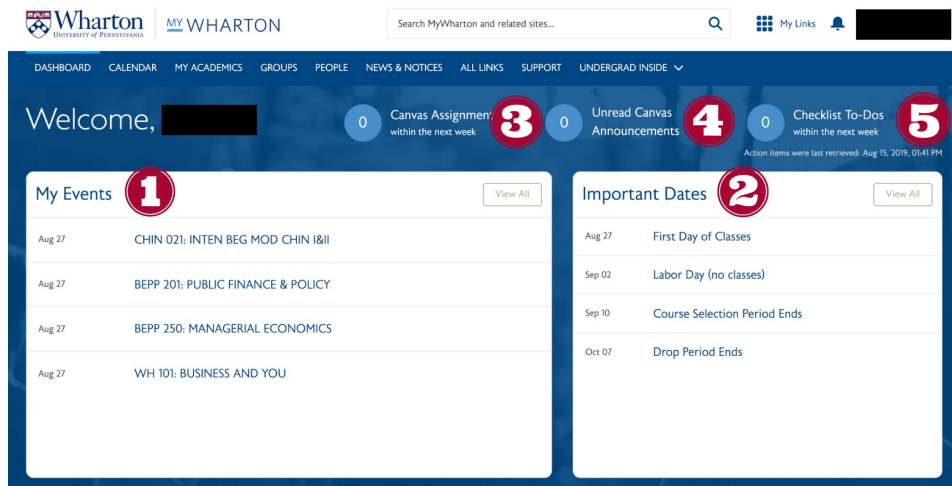 Wharton
UNIVERSITY of PENNSYLVANIA
MY WHARTON
Search MyWharton and related sites...
My Links
DASHBOARD CALENDAR MY ACADEMICS GROUPS PEOPLE NEWS & NOTICES ALL LINKS SUPPORT UNDERGRAD INSIDE
Welcome,
0 Canvas Assignment
within the next week
3
0 Unread Canvas
Announcements
4
0 Checklist To-Dos
within the next week
5
Action items were last retrieved: Aug 15, 2019, 01:41 PM
My Events 1 View All
Aug 27 CHIN 021: INTEN BEG MOD CHIN I&II
Aug 27 BEPP 201: PUBLIC FINANCE & POLICY
Aug 27 BEPP 250: MANAGERIAL ECONOMICS
Aug 27 WH 101: BUSINESS AND YOU
Important Dates 2 View All
Aug 27 First Day of Classes
Sep 02 Labor Day (no classes)
Sep 10 Course Selection Period Ends
Oct 07 Drop Period Ends